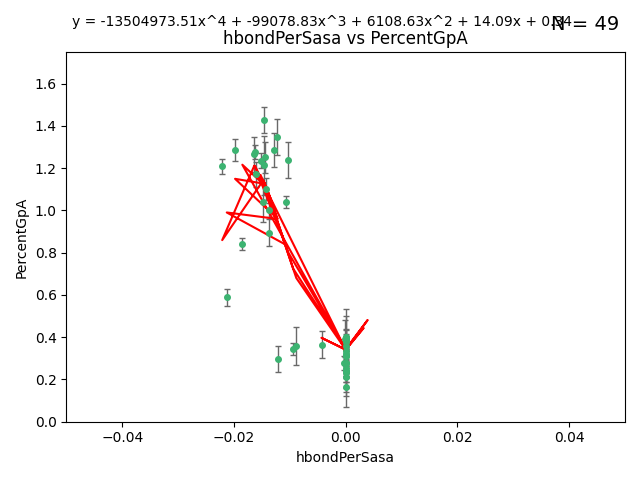 y = -13504973.51x^4 + -99078.83x^3 + 6108.63x^2 + 14.09x + 0.34
N = 49
hbondPerSasa vs PercentGpA
PercentGpA
1.6
1.4
1.2
1.0
0.8
0.6
0.4
0.2
0.0
−0.04 −0.02 0.00 0.02 0.04
hbondPerSasa